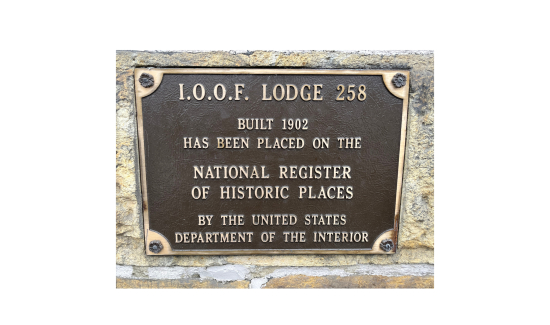 I.O.O.F. LODGE 258
BUILT 1902
HAS BEEN PLACED ON THE
NATIONAL REGISTER
OF HISTORIC PLACES
BY THE UNITED STATES
DEPARTMENT OF THE INTERIOR